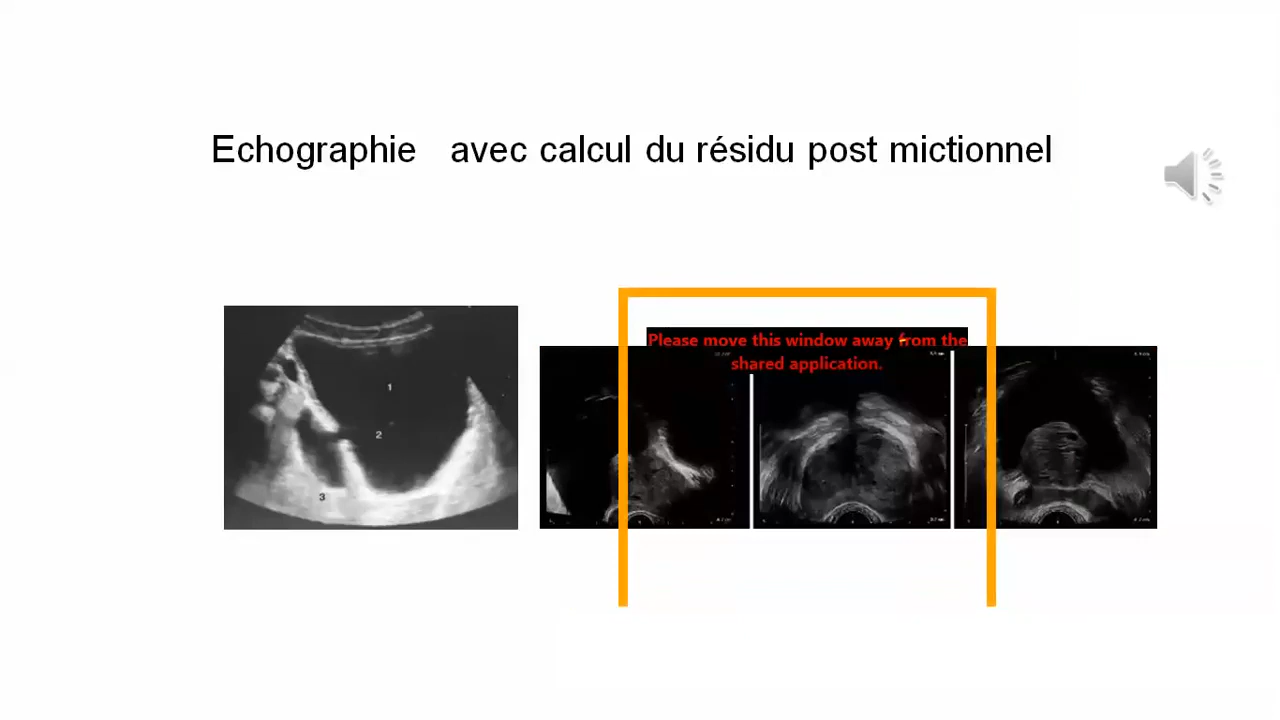 Echographie avec calcul du résidu post mictionnel
Please move this window away from the
shared application.
1
2
3